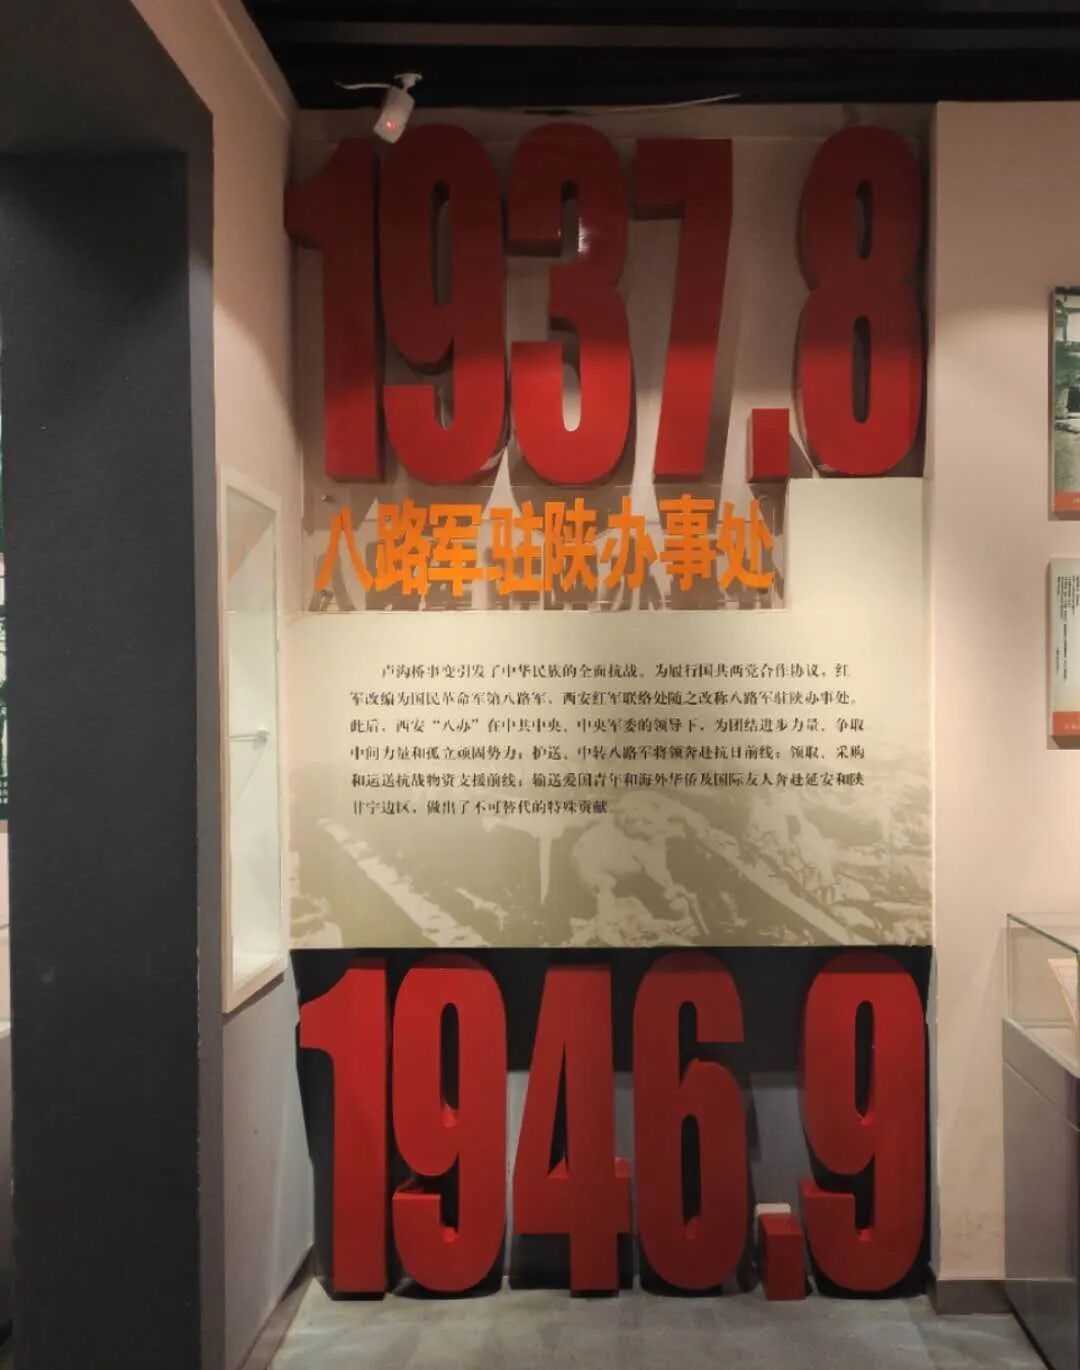 1937.8
八路军驻陕办事处
卢沟桥事变引发了中华民族的全面抗战。为履行国共两党合作协议，红
军改编为国民革命军第八路军，西安红军联络处随之改称八路军驻陕办事处。
此后，西安“八办”在中共中央、中央军委的领导下，为团结进步力量、争取
中间力量和孤立顽固势力；护送、中转八路军将领奔赴抗日前线；领取、采购
和运送抗战物资支援前线；输送爱国青年和海外华侨及国际友人奔赴延安和陕
甘宁边区，做出了不可替代的特殊贡献。
1946.9